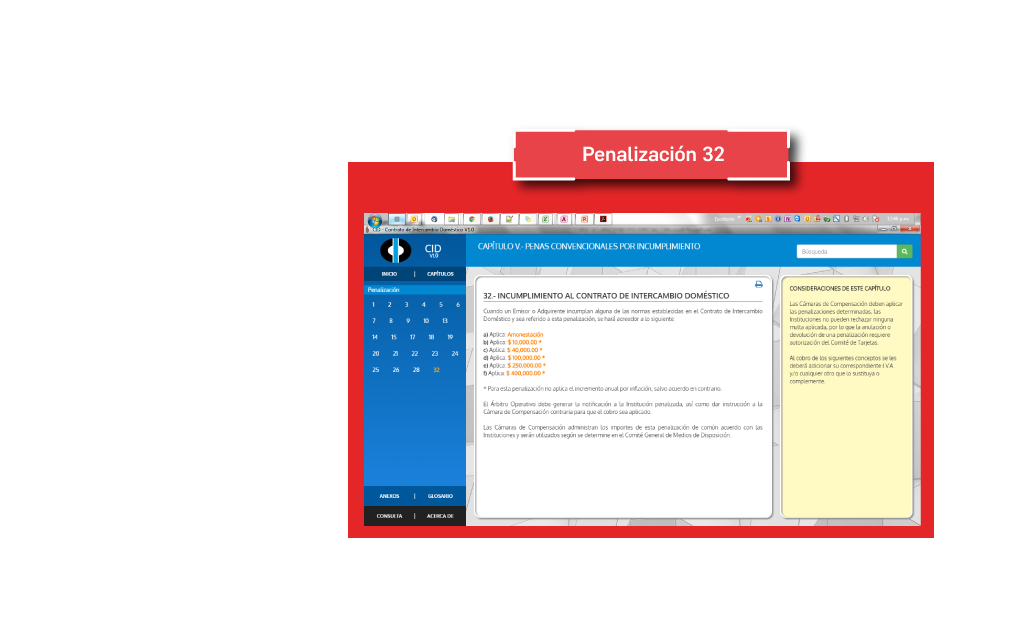 Penalización 32
CID - Contrato de Intercambio Doméstico V1.0
CID
V1.0
CAPÍTULO V.- PENAS CONVENCIONALES POR INCUMPLIMIENTO
Búsqueda
INICIO | CAPÍTULOS
Penalización
1 2 3 4 5 6
7 8 9 10 13
14 15 17 18 19
20 21 22 23 24
25 26 28 32
ANEXOS | GLOSARIO
CONSULTA | ACERCA DE
32.- INCUMPLIMIENTO AL CONTRATO DE INTERCAMBIO DOMÉSTICO
Cuando un Emisor o Adquirente incumplan alguna de las normas establecidas en el Contrato de Intercambio
Doméstico y sea referido a esta penalización, se hará acreedor a lo siguiente:
a) Aplica: Amonestación
b) Aplica: $ 10,000.00 *
c) Aplica: $ 40,000.00 *
d) Aplica: $ 100,000.00 *
e) Aplica: $ 250,000.00 *
f) Aplica: $ 400,000.00 *
* Para esta penalización no aplica el incremento anual por inflación, salvo acuerdo en contrario.
El Árbitro Operativo debe generar la notificación a la Institución penalizada, así como dar instrucción a la
Cámara de Compensación contraria para que el cobro sea aplicado.
Las Cámaras de Compensación administran los importes de esta penalización de común acuerdo con las
Instituciones y serán utilizados según se determine en el Comité General de Medios de Disposición.
CONSIDERACIONES DE ESTE CAPÍTULO
Las Cámaras de Compensación deben aplicar
las penalizaciones determinadas, las
Instituciones no pueden rechazar ninguna
multa aplicada, por lo que la anulación o
devolución de una penalización requiere
autorización del Comité de Tarjetas.
Al cobro de los siguientes conceptos se les
deberá adicionar su correspondiente I.V.A.
y/o cualquier otro que lo sustituya o
complemente.